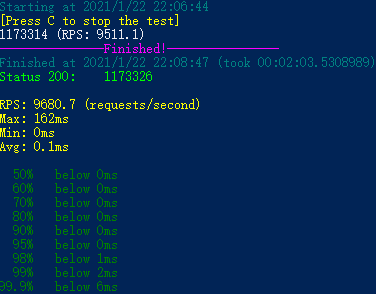 Starting at 2021/1/22 22:06:44
[Press C to stop the test]
1173314 (RPS: 9511.1)
---------------Finished!----------------
Finished at 2021/1/22 22:08:47 (took 00:02:03.5308989)
Status 200:    1173326

RPS: 9680.7 (requests/second)
Max: 162ms
Min: 0ms
Avg: 0.1ms

50%   below 0ms
60%   below 0ms
70%   below 0ms
80%   below 0ms
90%   below 0ms
95%   below 0ms
98%   below 1ms
99%   below 2ms
99.9%   below 6ms